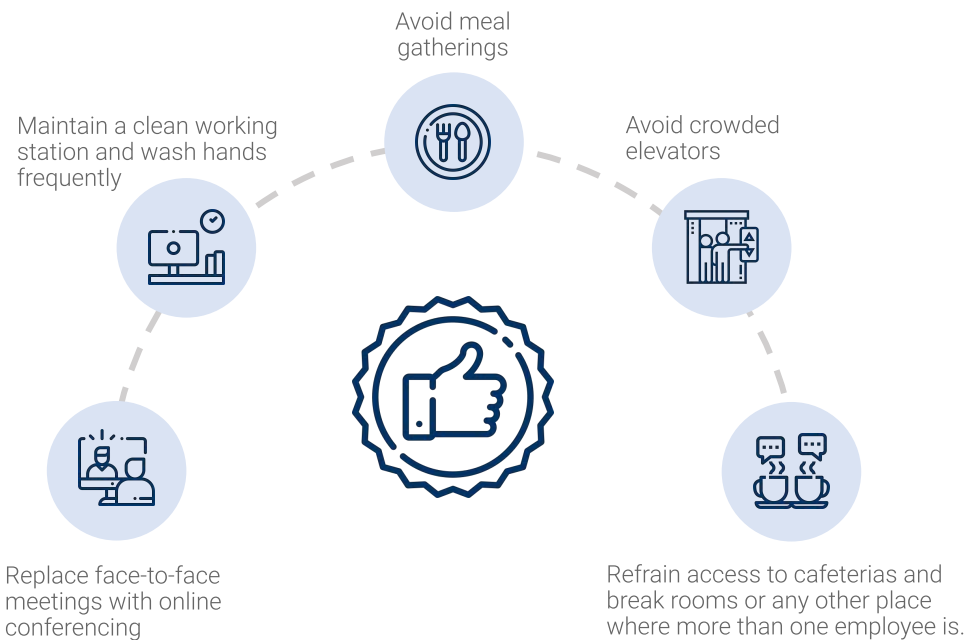 Avoid meal
gatherings
Maintain a clean working
station and wash hands
frequently
Avoid crowded
elevators
Replace face-to-face
meetings with online
conferencing
Refrain access to cafeterias and
break rooms or any other place
where more than one employee is.